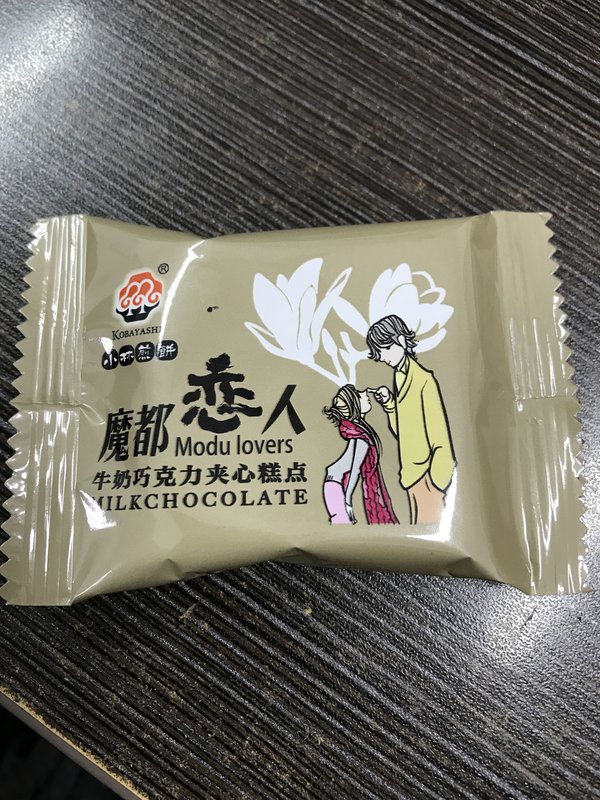 ®
KOBAYASHI
小林煎餅
魔都恋人
Modu lovers
牛奶巧克力夹心糕点
MILKCHOCOLATE